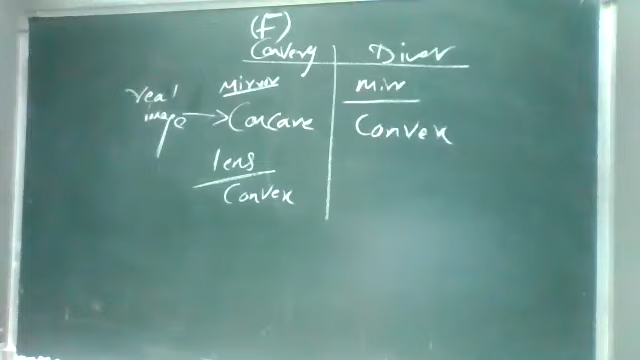 (F)
Converg Diver
Mirror Mirr
real
image → Concave Convex
lens
Convex